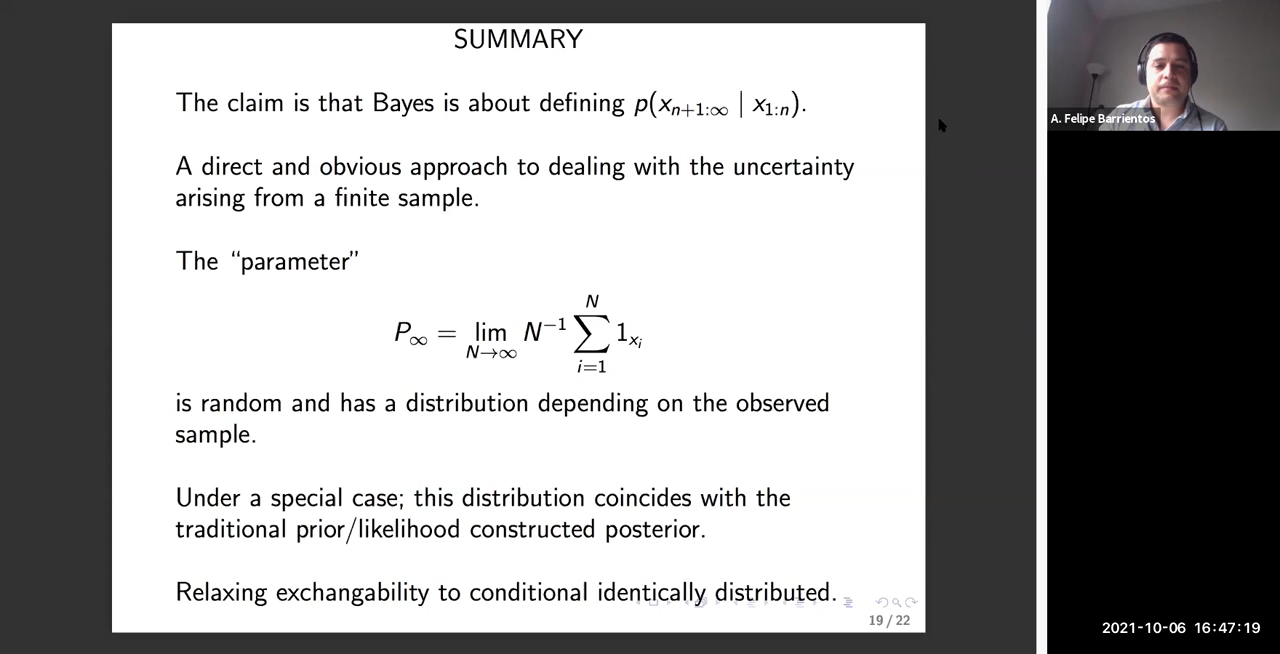 SUMMARY
The claim is that Bayes is about defining p(x_{n+1:∞} | x_{1:n}).
A direct and obvious approach to dealing with the uncertainty
arising from a finite sample.
The “parameter”
P_∞ = lim_{N→∞} N^{−1} ∑_{i=1}^{N} 1_{x_i}
is random and has a distribution depending on the observed
sample.
Under a special case; this distribution coincides with the
traditional prior/likelihood constructed posterior.
Relaxing exchangability to conditional identically distributed.
19 / 22
A. Felipe Barrientos
2021-10-06 16:47:19